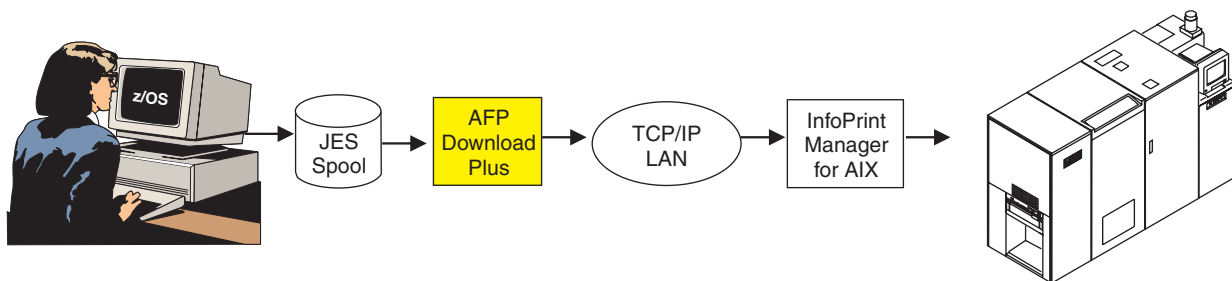 z/OS
JES
Spool
AFP
Download
Plus
TCP/IP
LAN
InfoPrint
Manager
for AIX